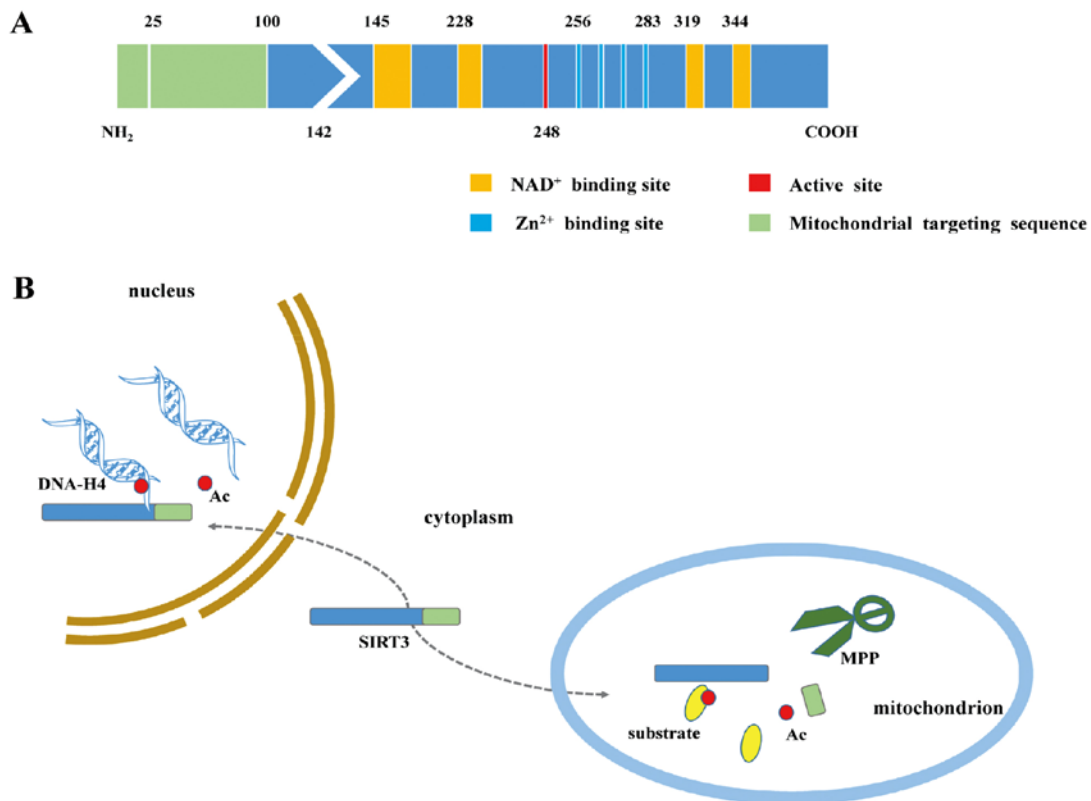 A
25 100 145 228 256 283 319 344
NH₂ 142 248 COOH
NAD⁺ binding site Active site
Zn²⁺ binding site Mitochondrial targeting sequence
B
nucleus
DNA-H4
Ac
cytoplasm
SIRT3
MPP
mitochondrion
substrate
Ac